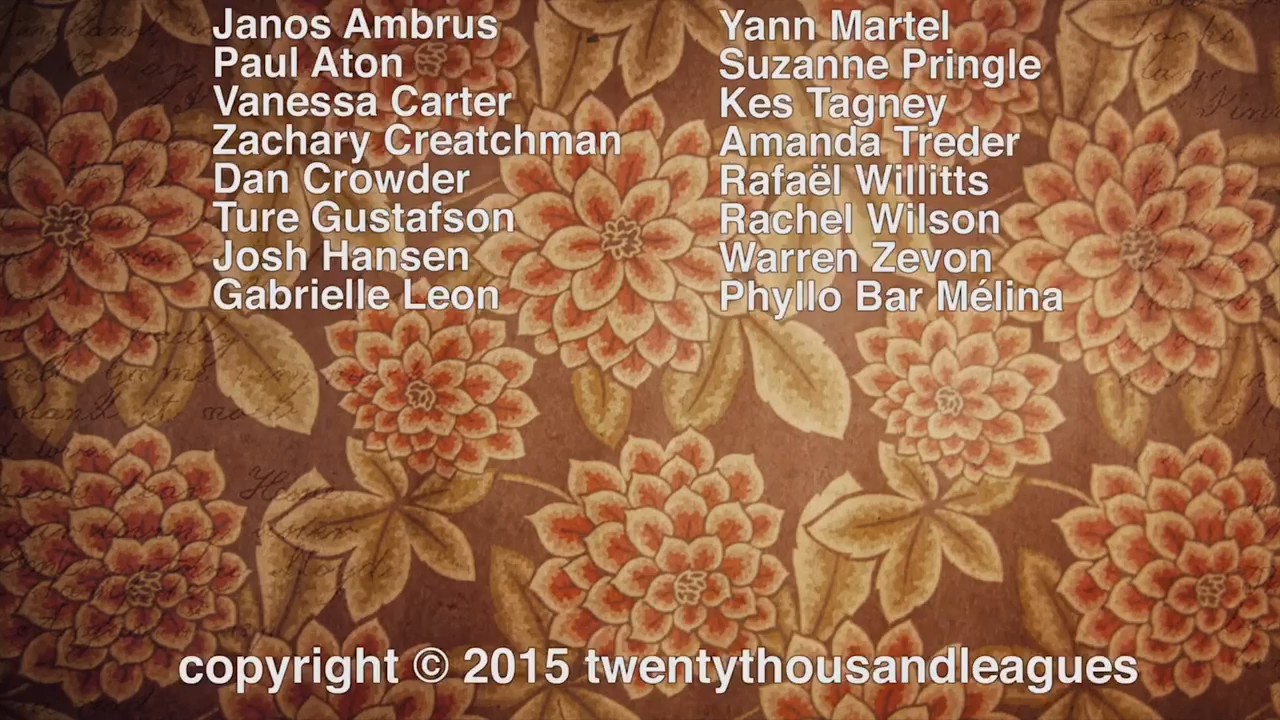 Janos Ambrus
Paul Aton
Vanessa Carter
Zachary Creatchman
Dan Crowder
Ture Gustafson
Josh Hansen
Gabrielle Leon
Yann Martel
Suzanne Pringle
Kes Tagney
Amanda Treder
Rafaël Willitts
Rachel Wilson
Warren Zevon
Phyllo Bar Mélina
copyright © 2015 twentythousandleagues